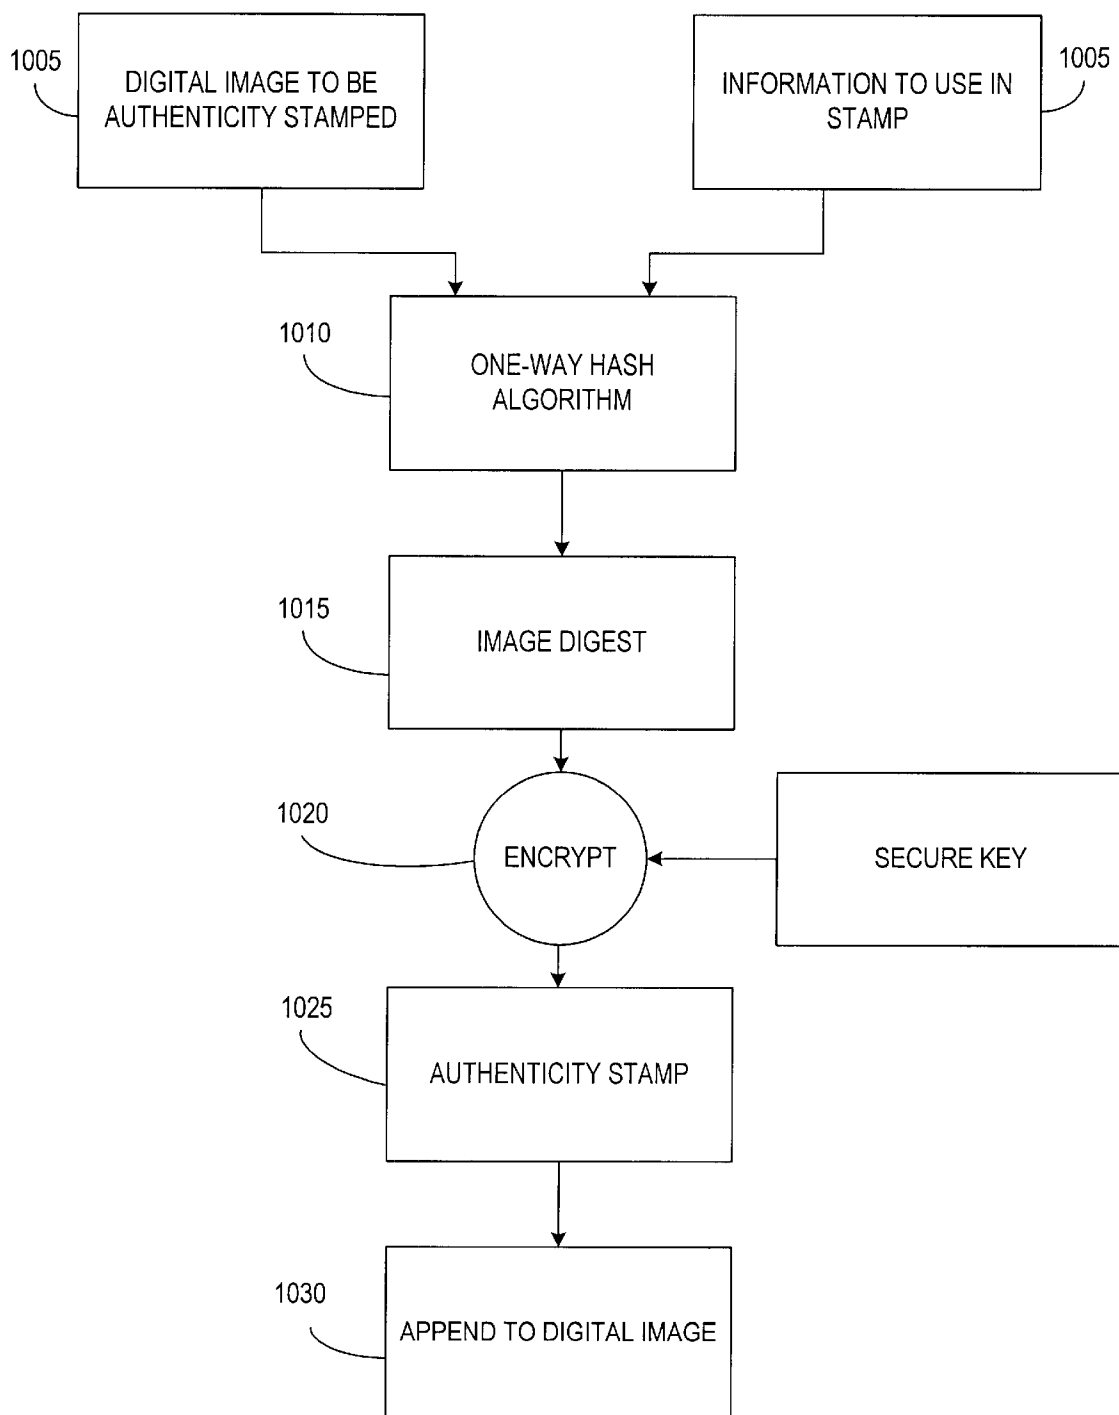 1005
DIGITAL IMAGE TO BE
AUTHENTICITY STAMPED
INFORMATION TO USE IN
STAMP
1005
1010
ONE-WAY HASH
ALGORITHM
1015
IMAGE DIGEST
1020
ENCRYPT
SECURE KEY
1025
AUTHENTICITY STAMP
1030
APPEND TO DIGITAL IMAGE